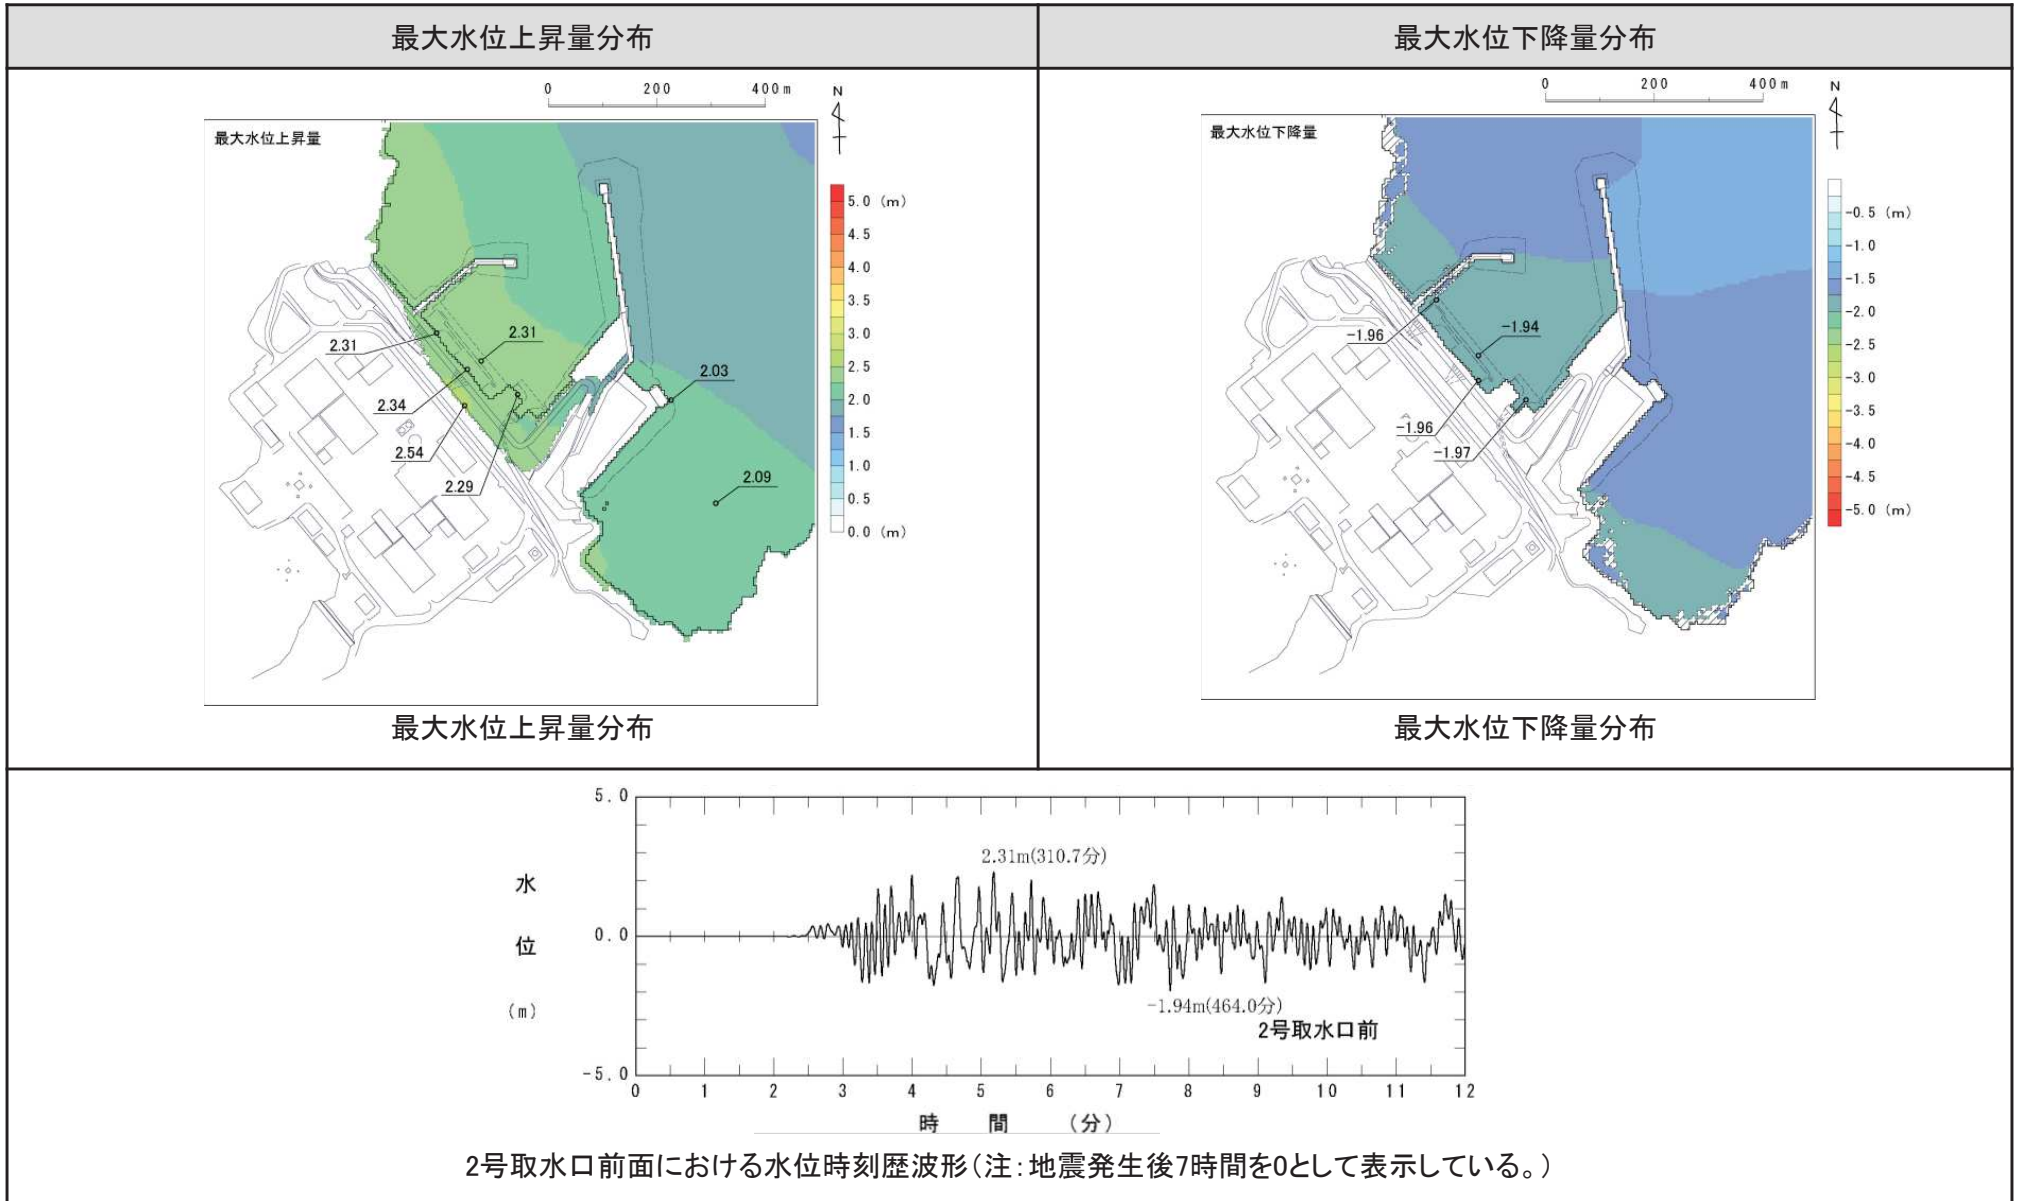 最大水位上昇量分布
最大水位下降量分布
0 200 400m
N
最大水位上昇量
5.0 (m)
4.5
4.0
3.5
3.0
2.5
2.0
1.5
1.0
0.5
0.0 (m)
2.31
2.31
2.34
2.54
2.29
2.03
2.09
最大水位上昇量分布
0 200 400m
N
最大水位下降量
-0.5 (m)
-1.0
-1.5
-2.0
-2.5
-3.0
-3.5
-4.0
-4.5
-5.0 (m)
-1.96
-1.94
-1.96
-1.97
最大水位下降量分布
5.0
0.0
-5.0
水
位
(m)
2.31m(310.7分)
-1.94m(464.0分)
2号取水口前
0 1 2 3 4 5 6 7 8 9 10 11 12
時 間 (分)
2号取水口前面における水位時刻歴波形(注:地震発生後7時間を0として表示している。)